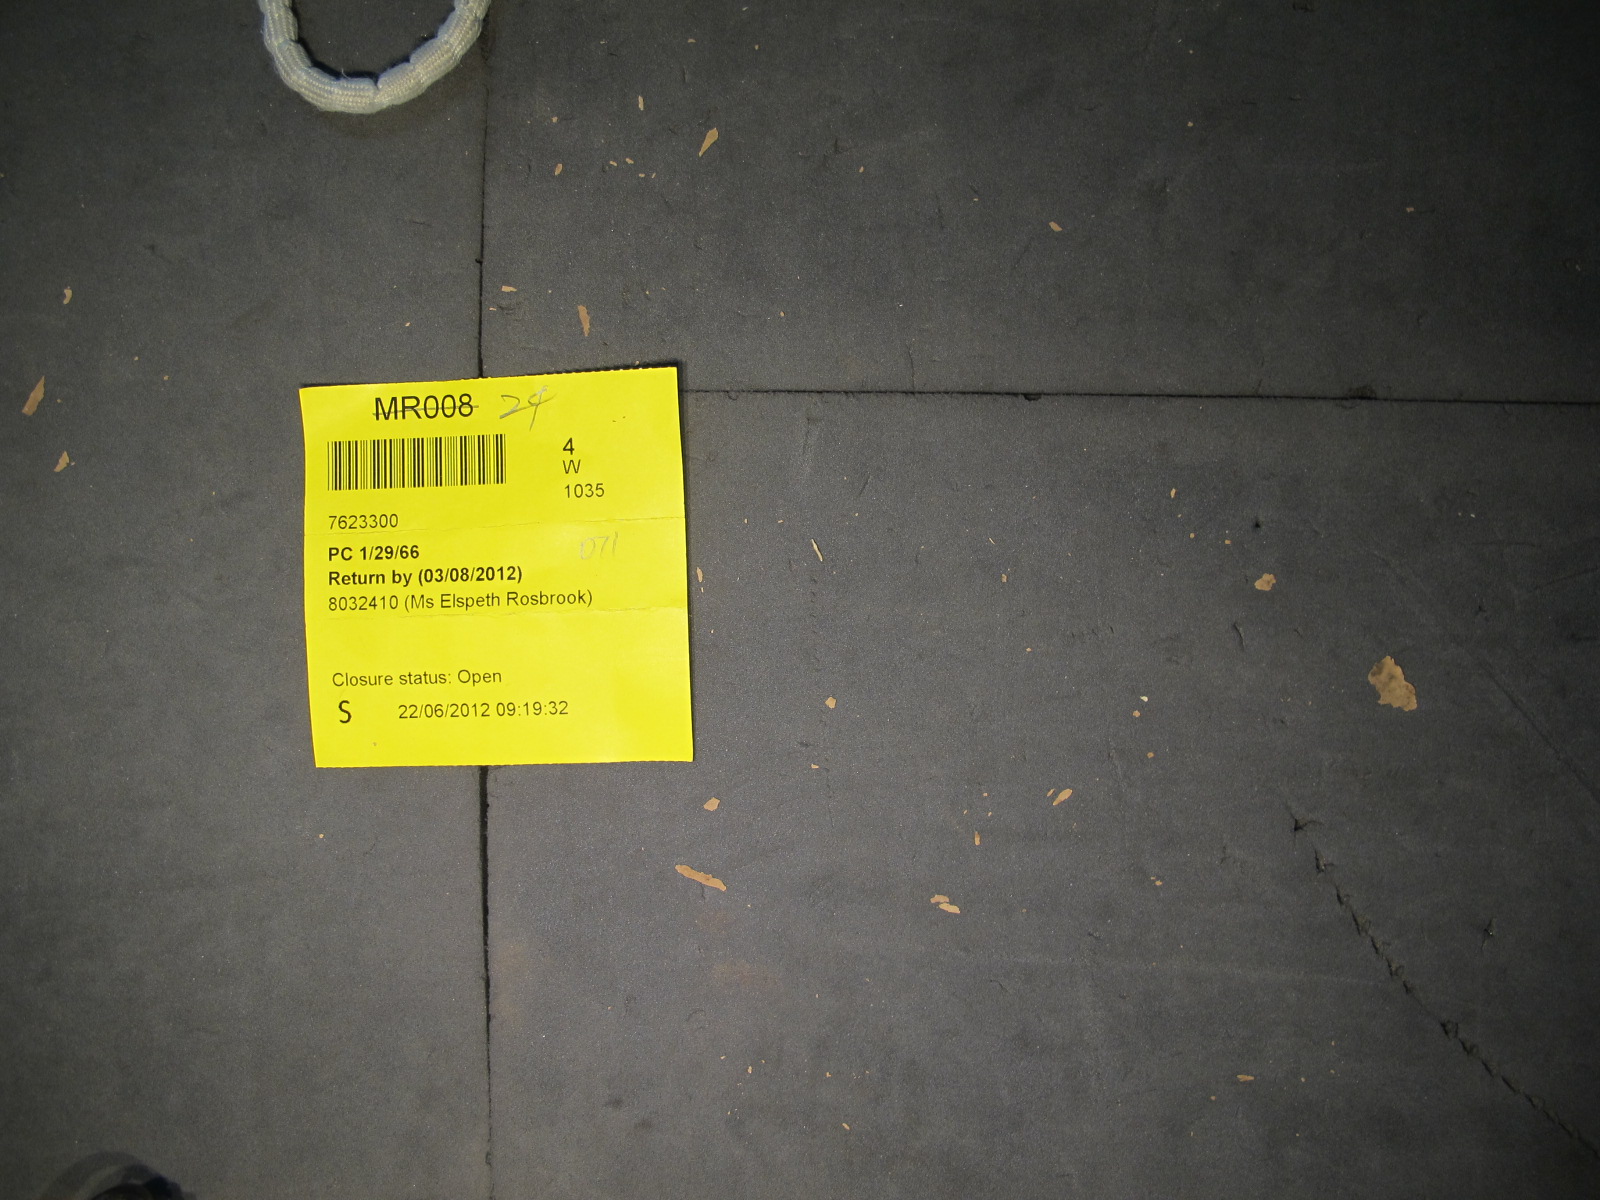 MR008 24
4
W
1035
7623300
PC 1/29/66
071
Return by (03/08/2012)
8032410 (Ms Elspeth Rosbrook)
Closure status: Open
S 22/06/2012 09:19:32